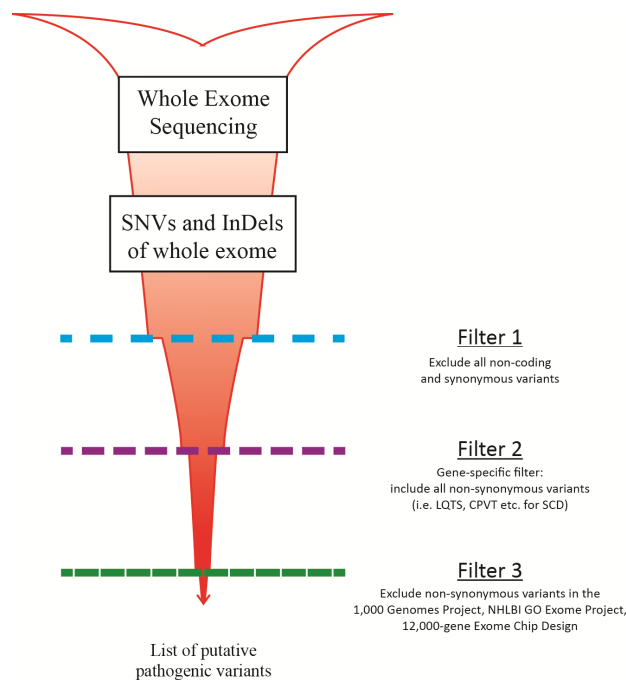 Whole Exome
Sequencing
SNVs and InDels
of whole exome
Filter 1
Exclude all non-coding
and synonymous variants
Filter 2
Gene-specific filter:
include all non-synonymous variants
(i.e. LQTS, CPVT etc. for SCD)
Filter 3
Exclude non-synonymous variants in the
1,000 Genomes Project, NHLBI GO Exome Project,
12,000-gene Exome Chip Design
List of putative
pathogenic variants